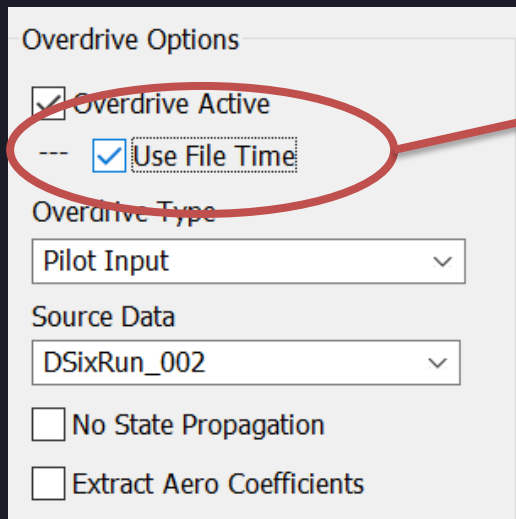 Overdrive Options
Overdrive Active
--- Use File Time
Overdrive Type
Pilot Input
Source Data
DSixRun_002
No State Propagation
Extract Aero Coefficients